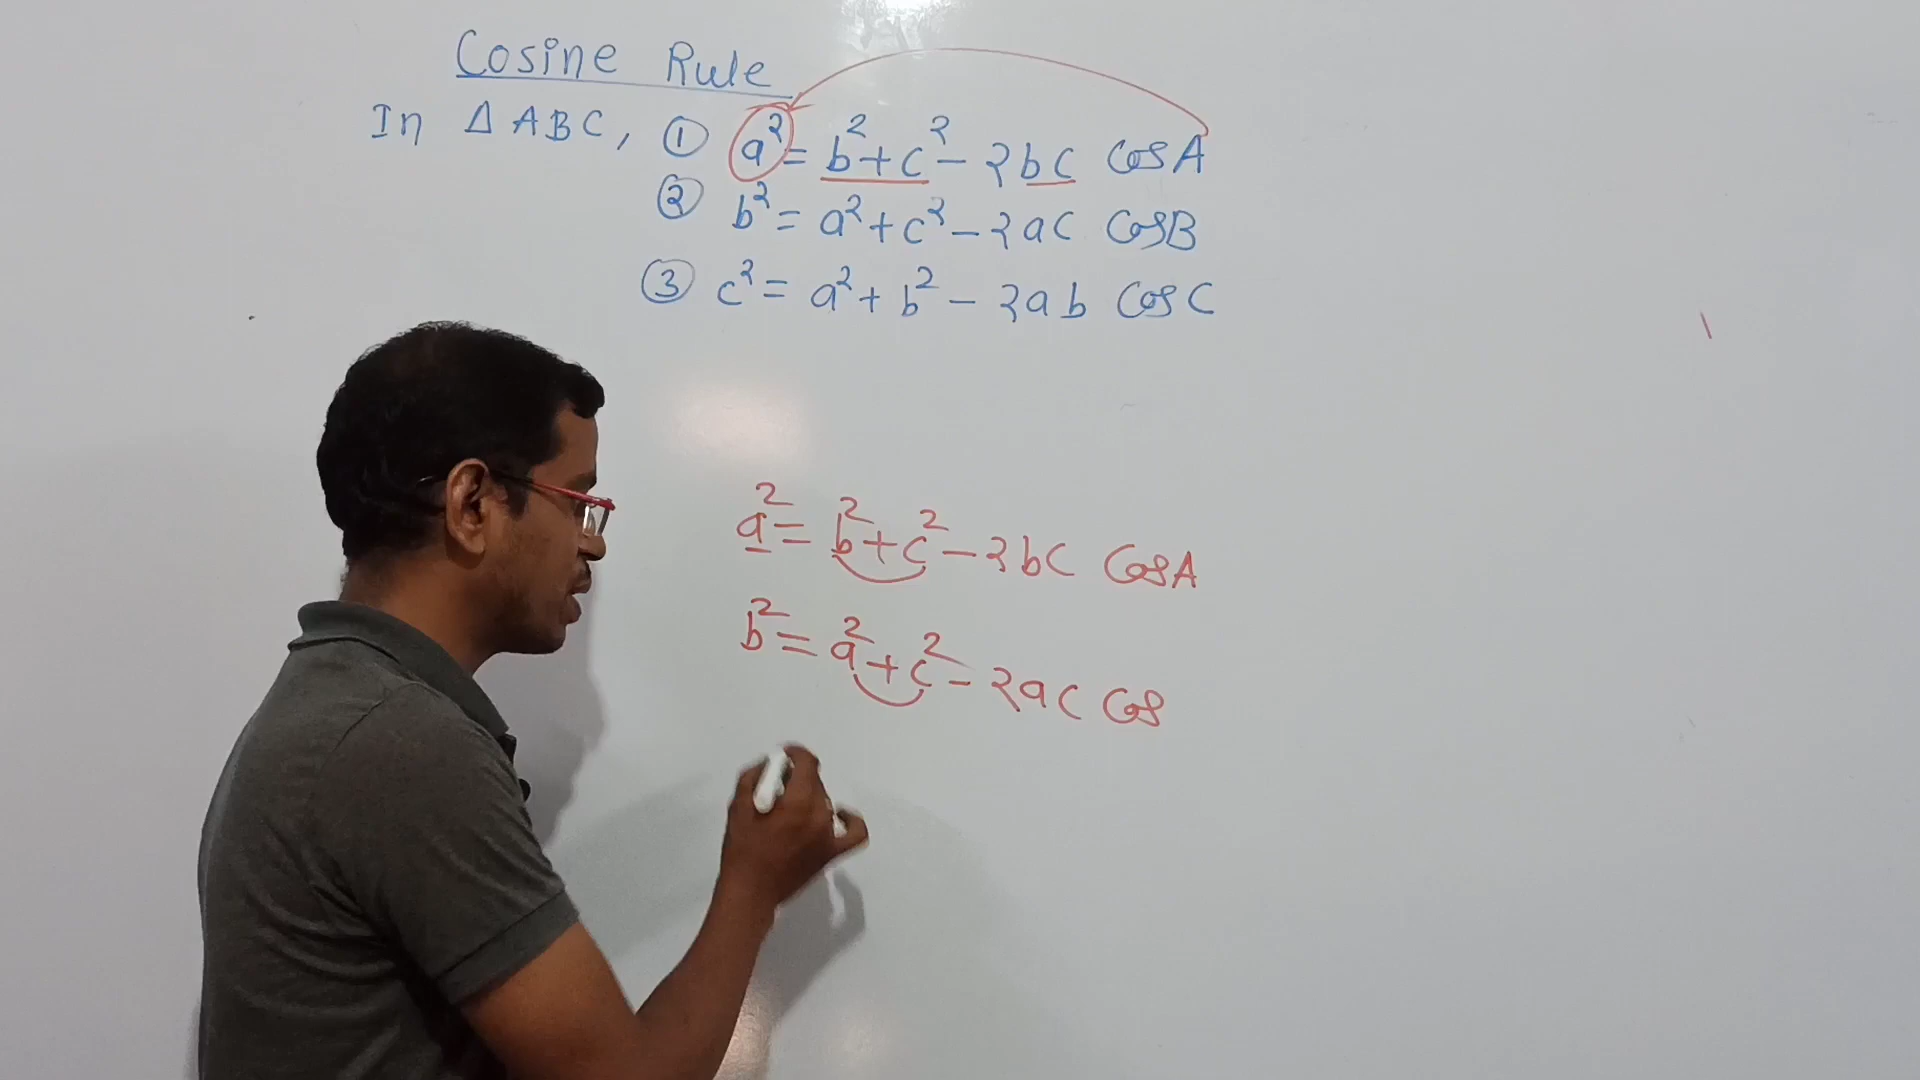 Cosine Rule
In △ ABC, ① a² = b² + c² - 2bc CosA
② b² = a² + c² - 2ac CosB
③ c² = a² + b² - 2ab CosC
a² = b² + c² - 2bc CosA
b² = a² + c² - 2ac Cos